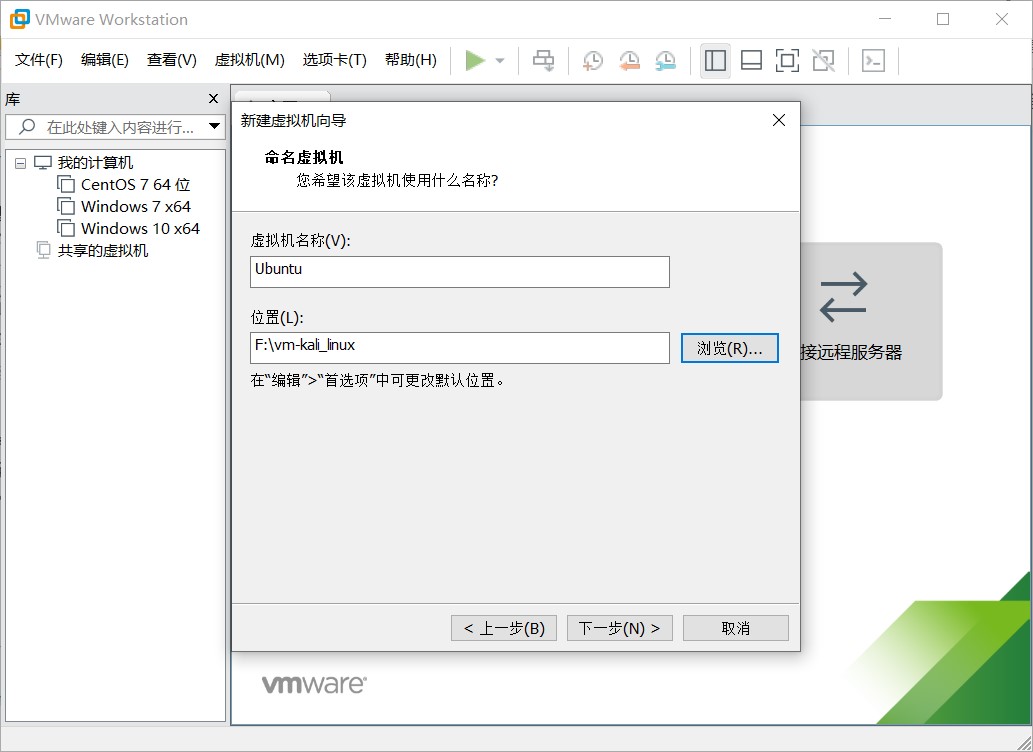 VMware Workstation
文件(F) 编辑(E) 查看(V) 虚拟机(M) 选项卡(T) 帮助(H)
库
在此处键入内容进行...
我的计算机
CentOS 7 64 位
Windows 7 x64
Windows 10 x64
共享的虚拟机
新建虚拟机向导
命名虚拟机
您希望该虚拟机使用什么名称?
虚拟机名称(V):
Ubuntu
位置(L):
F:\vm-kali_linux
浏览(R)...
在“编辑”>“首选项”中可更改默认位置。
< 上一步(B) 下一步(N) > 取消
接远程服务器
vmware